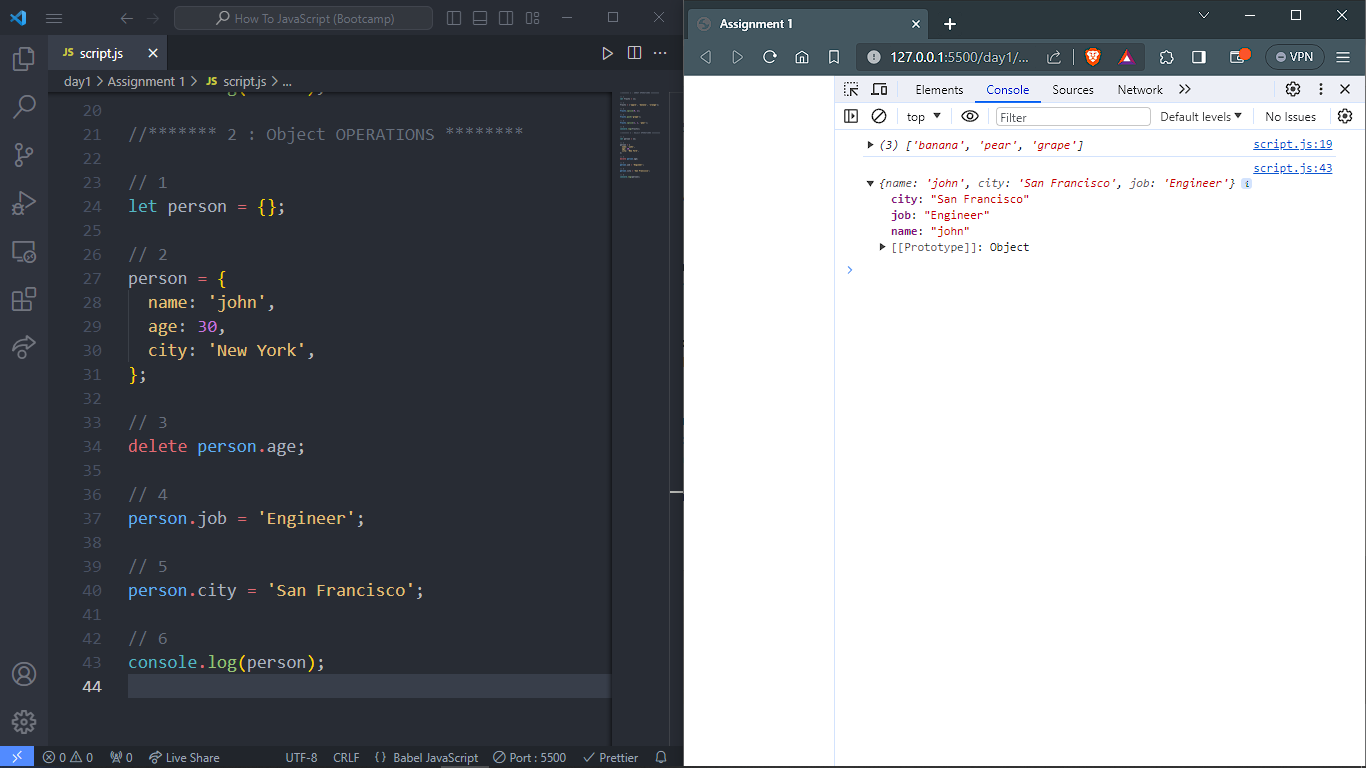 How To JavaScript (Bootcamp)
JS script.js
day1 > Assignment 1 > JS script.js > ...
20
21 //******* 2 : Object OPERATIONS ********
22
23 // 1
24 let person = {};
25
26 // 2
27 person = {
28 name: 'john',
29 age: 30,
30 city: 'New York',
31 };
32
33 // 3
34 delete person.age;
35
36 // 4
37 person.job = 'Engineer';
38
39 // 5
40 person.city = 'San Francisco';
41
42 // 6
43 console.log(person);
44
0 0 0 Live Share UTF-8 CRLF {} Babel JavaScript Port : 5500 Prettier
Assignment 1
127.0.0.1:5500/day1/... VPN
Elements Console Sources Network
top Filter Default levels No Issues
(3) ['banana', 'pear', 'grape'] script.js:19
script.js:43
{name: 'john', city: 'San Francisco', job: 'Engineer'} i
city: "San Francisco"
job: "Engineer"
name: "john"
[[Prototype]]: Object